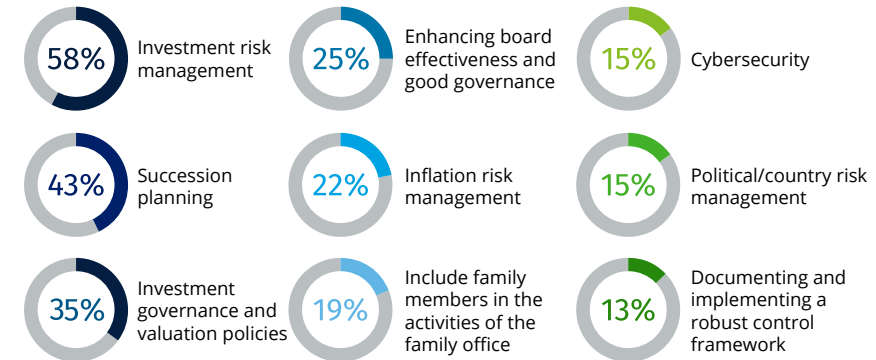 58%
Investment risk
management
25%
Enhancing board
effectiveness and
good governance
15%
Cybersecurity
43%
Succession
planning
22%
Inflation risk
management
15%
Political/country risk
management
35%
Investment
governance and
valuation policies
19%
Include family
members in the
activities of the
family office
13%
Documenting and
implementing a
robust control
framework